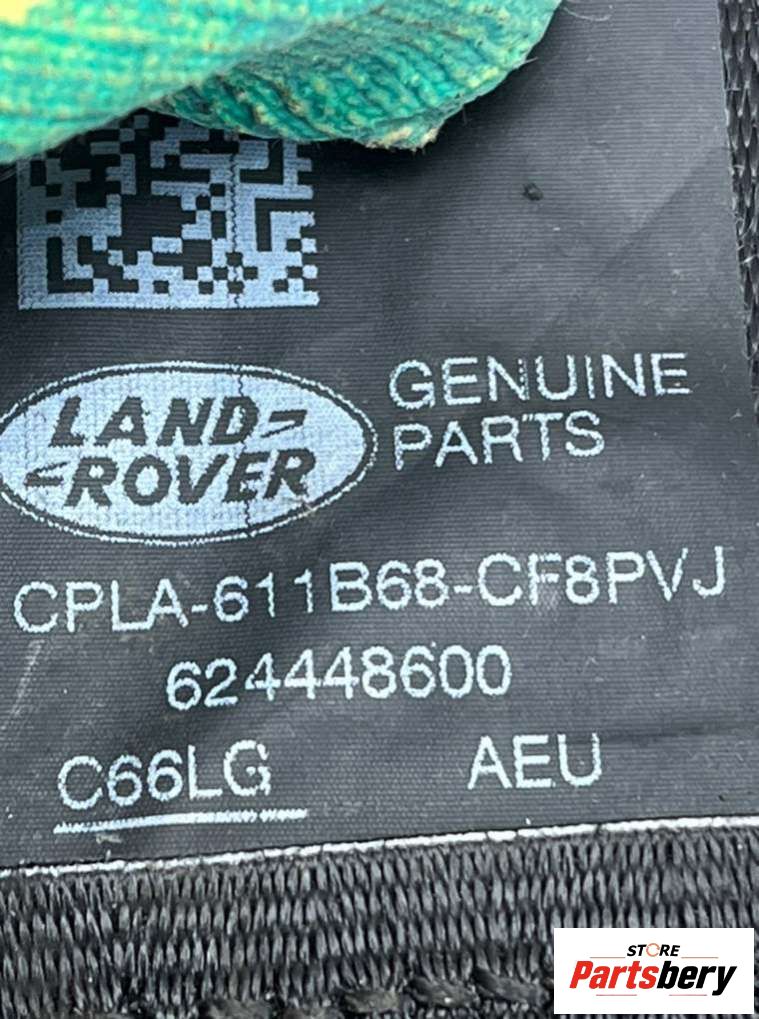 LAND
ROVER
GENUINE
PARTS
CPLA-611B68-CF8PVJ
624448600
C66LG AEU
STORE
Partsbery